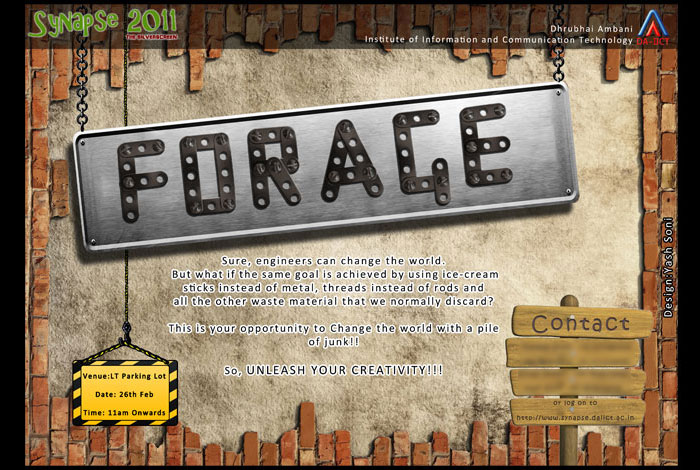 Synapse 2011
THE SILVERSCREEN
Dhrubhai Ambani
Institute of Information and Communication Technology
DA-IICT
FORAGE
Sure, engineers can change the world.
But what if the same goal is achieved by using ice-cream
sticks instead of metal, threads instead of rods and
all the other waste material that we normally discard?
This is your opportunity to Change the world with a pile
of junk!!
So, UNLEASH YOUR CREATIVITY!!!
Venue:LT Parking Lot
Date: 26th Feb
Time: 11am Onwards
Contact
or log on to
http://www.synapse.daiict.ac.in
Design:Yash Soni